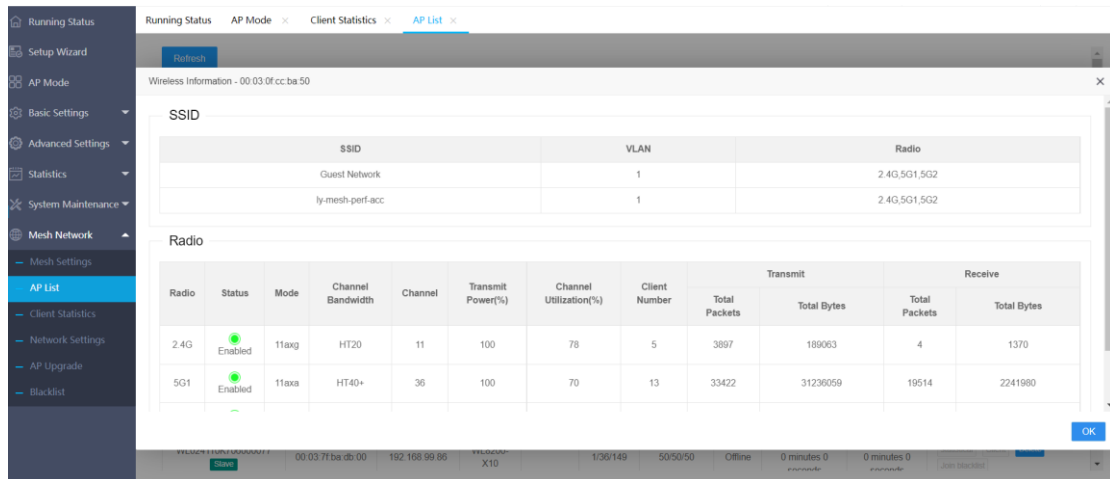 Running Status
Setup Wizard
AP Mode
Basic Settings
Advanced Settings
Statistics
System Maintenance
Mesh Network
Mesh Settings
AP List
Client Statistics
Network Settings
AP Upgrade
Blacklist
Running Status AP Mode × Client Statistics × AP List ×
Refresh
Wireless Information - 00:03:0f:cc:ba:50 ×
SSID
SSID VLAN Radio
Guest Network 1 2.4G,5G1,5G2
ly-mesh-perf-acc 1 2.4G,5G1,5G2
Radio
Radio Status Mode Channel Bandwidth Channel Transmit Power(%) Channel Utilization(%) Client Number Transmit Receive
Total Packets Total Bytes Total Packets Total Bytes
2.4G Enabled 11axg HT20 11 100 78 5 3897 189063 4 1370
5G1 Enabled 11axa HT40+ 36 100 70 13 33422 31236059 19514 2241980
OK
Slave 00:03:7f:ba:db:00 192.168.99.86 X10 1/36/149 50/50/50 Offline 0 minutes 0 0 minutes 0
Join blacklist